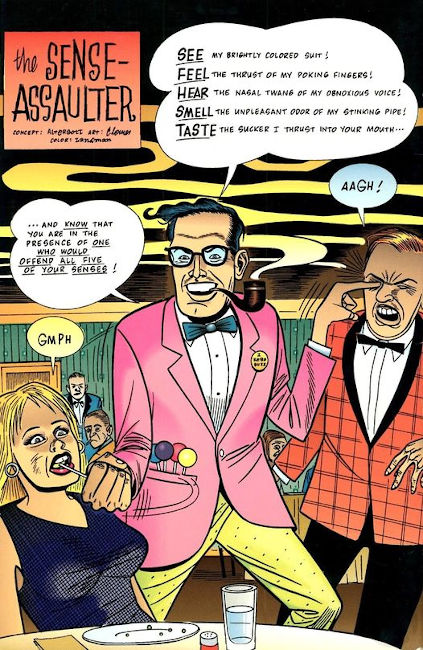 the SENSE-
ASSAULTER
CONCEPT: ALTERGOTT ART: Clowes
COLOR: ZANDMAN
SEE MY BRIGHTLY COLORED SUIT!
FEEL THE THRUST OF MY POKING FINGERS!
HEAR THE NASAL TWANG OF MY OBNOXIOUS VOICE!
SMELL THE UNPLEASANT ODOR OF MY STINKING PIPE!
TASTE THE SUCKER I THRUST INTO YOUR MOUTH...
AAGH!
...AND KNOW THAT
YOU ARE IN THE
PRESENCE OF ONE
WHO WOULD
OFFEND ALL FIVE
OF YOUR SENSES!
GMPH